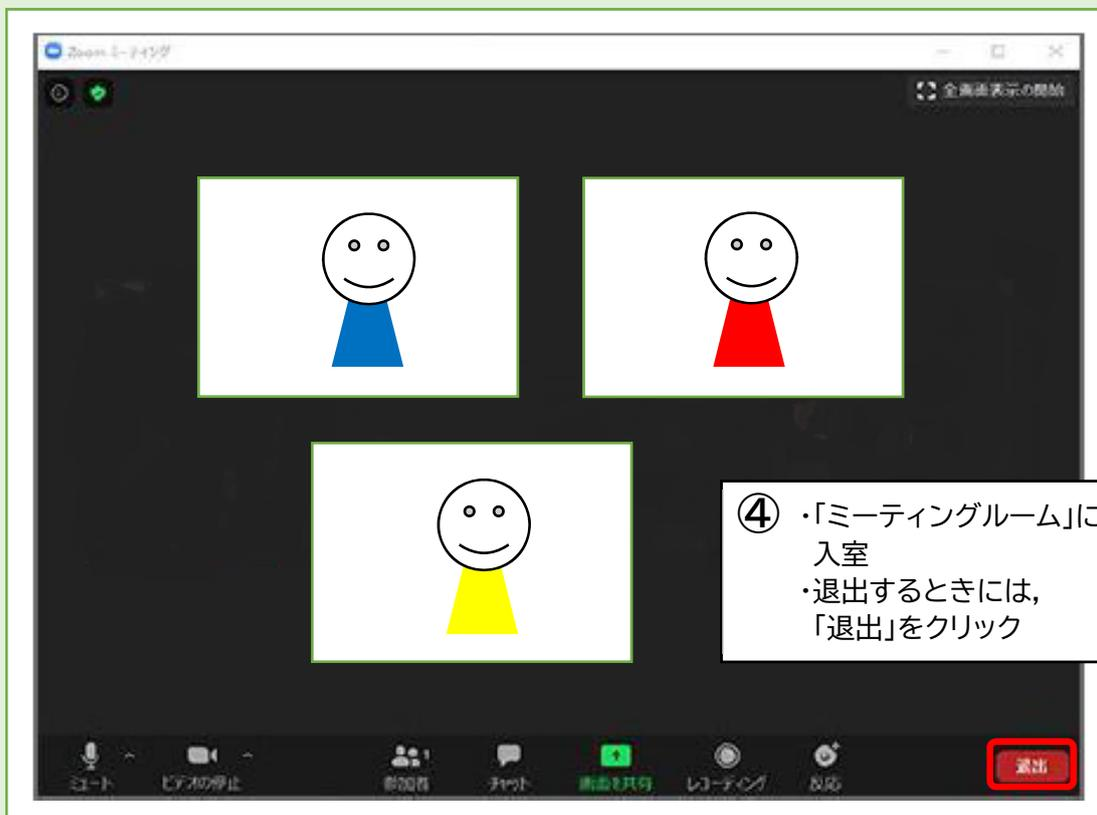 Zoom ミーティング
全画面表示の開始
④ ・「ミーティングルーム」に
入室
・退出するときには,
「退出」をクリック
ミュート
ビデオの停止
参加者 1
チャット
画面を共有
レコーディング
反応
退出